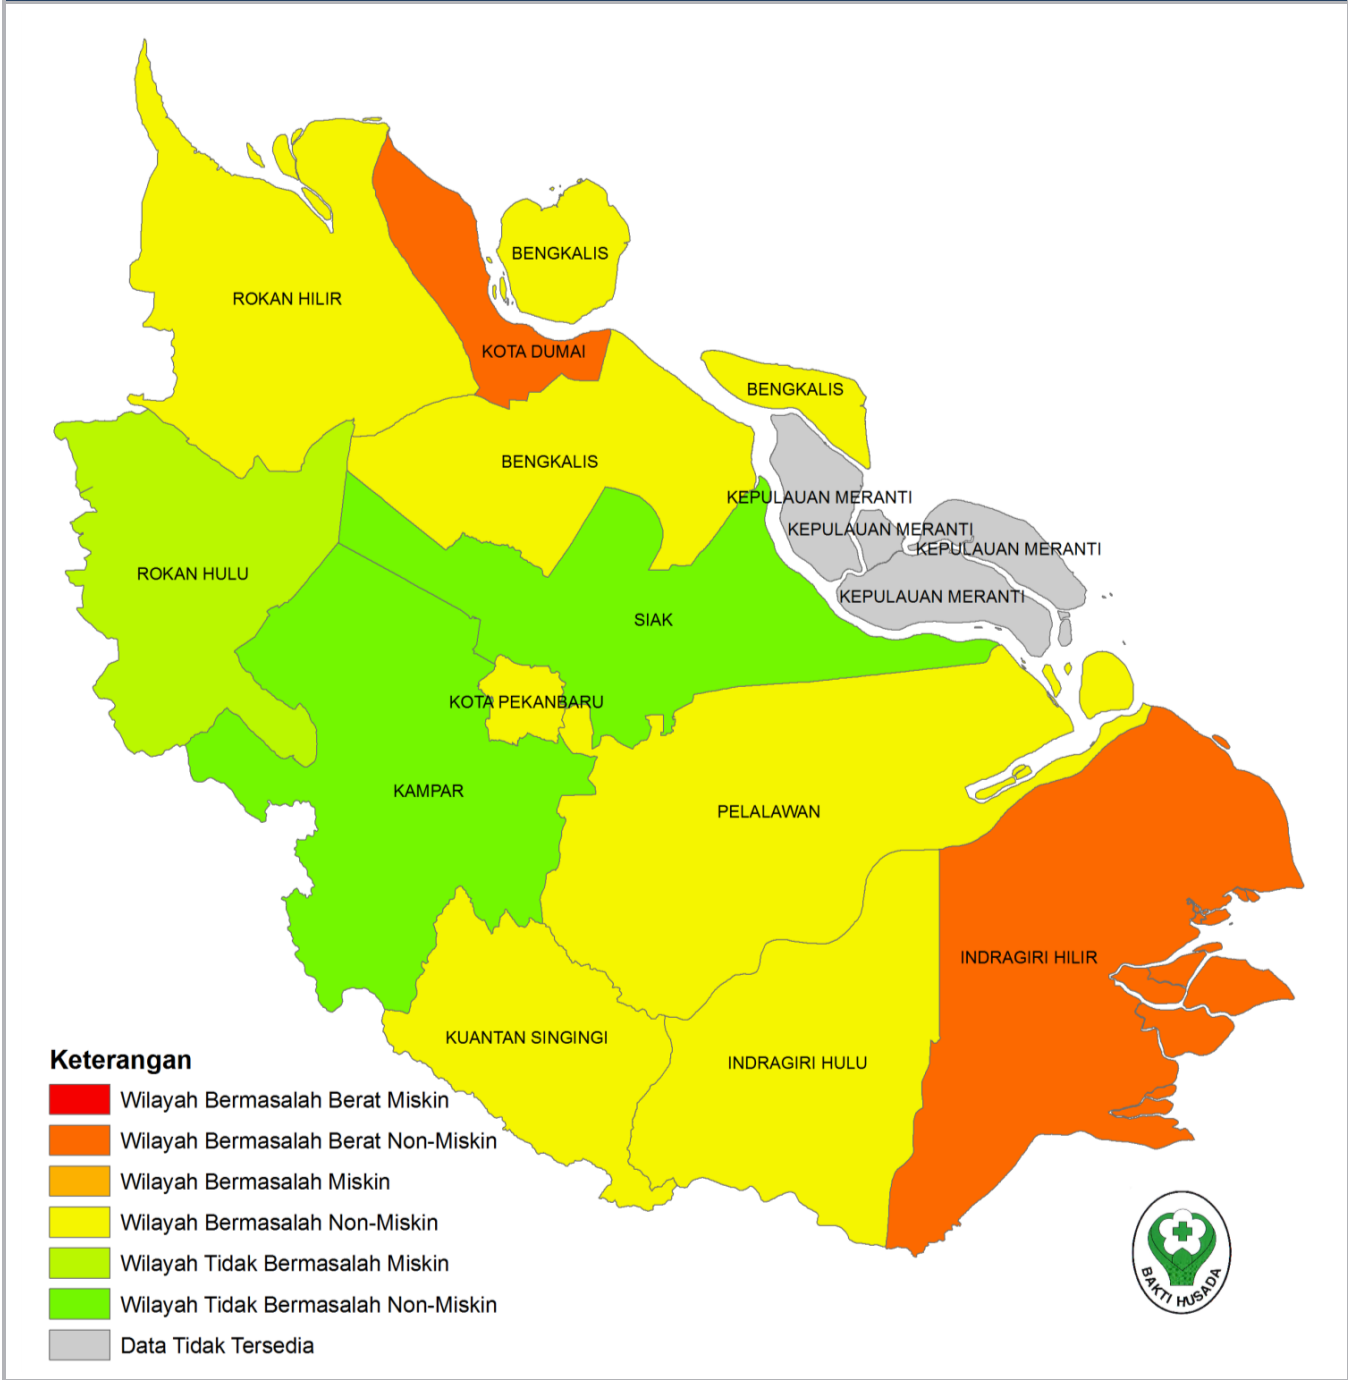 BENGKALIS
ROKAN HILIR
KOTA DUMAI
BENGKALIS
BENGKALIS
KEPULAUAN MERANTI
KEPULAUAN MERANTI
KEPULAUAN MERANTI
ROKAN HULU
KEPULAUAN MERANTI
SIAK
KOTA PEKANBARU
KAMPAR
PELALAWAN
INDRAGIRI HILIR
KUANTAN SINGINGI
INDRAGIRI HULU
Keterangan
Wilayah Bermasalah Berat Miskin
Wilayah Bermasalah Berat Non-Miskin
Wilayah Bermasalah Miskin
Wilayah Bermasalah Non-Miskin
Wilayah Tidak Bermasalah Miskin
Wilayah Tidak Bermasalah Non-Miskin
Data Tidak Tersedia
BAKTI HUSADA